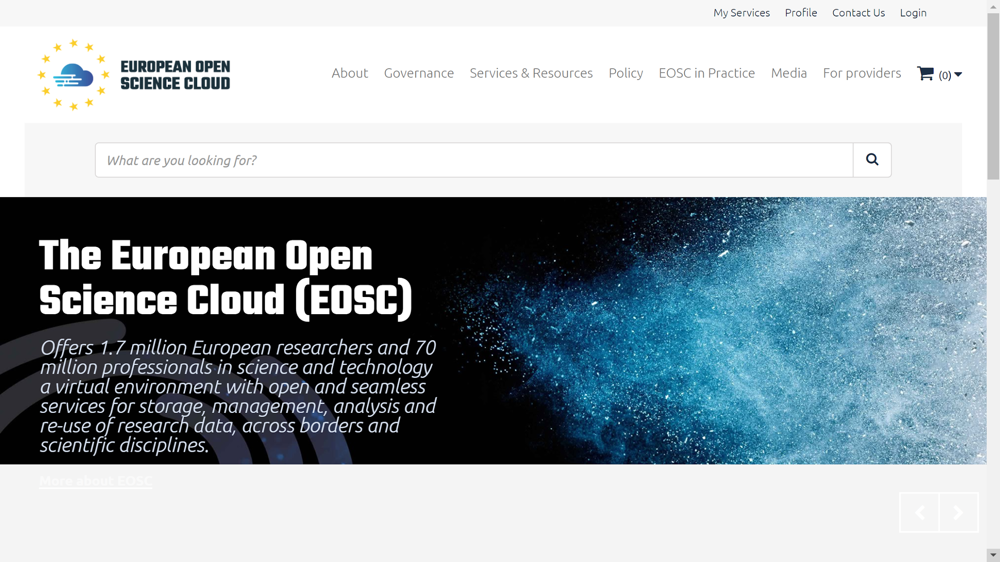 My Services Profile Contact Us Login
EUROPEAN OPEN
SCIENCE CLOUD
About Governance Services & Resources Policy EOSC in Practice Media For providers (0)
What are you looking for?
The European Open
Science Cloud (EOSC)
Offers 1.7 million European researchers and 70
million professionals in science and technology
a virtual environment with open and seamless
services for storage, management, analysis and
re-use of research data, across borders and
scientific disciplines.
More about EOSC